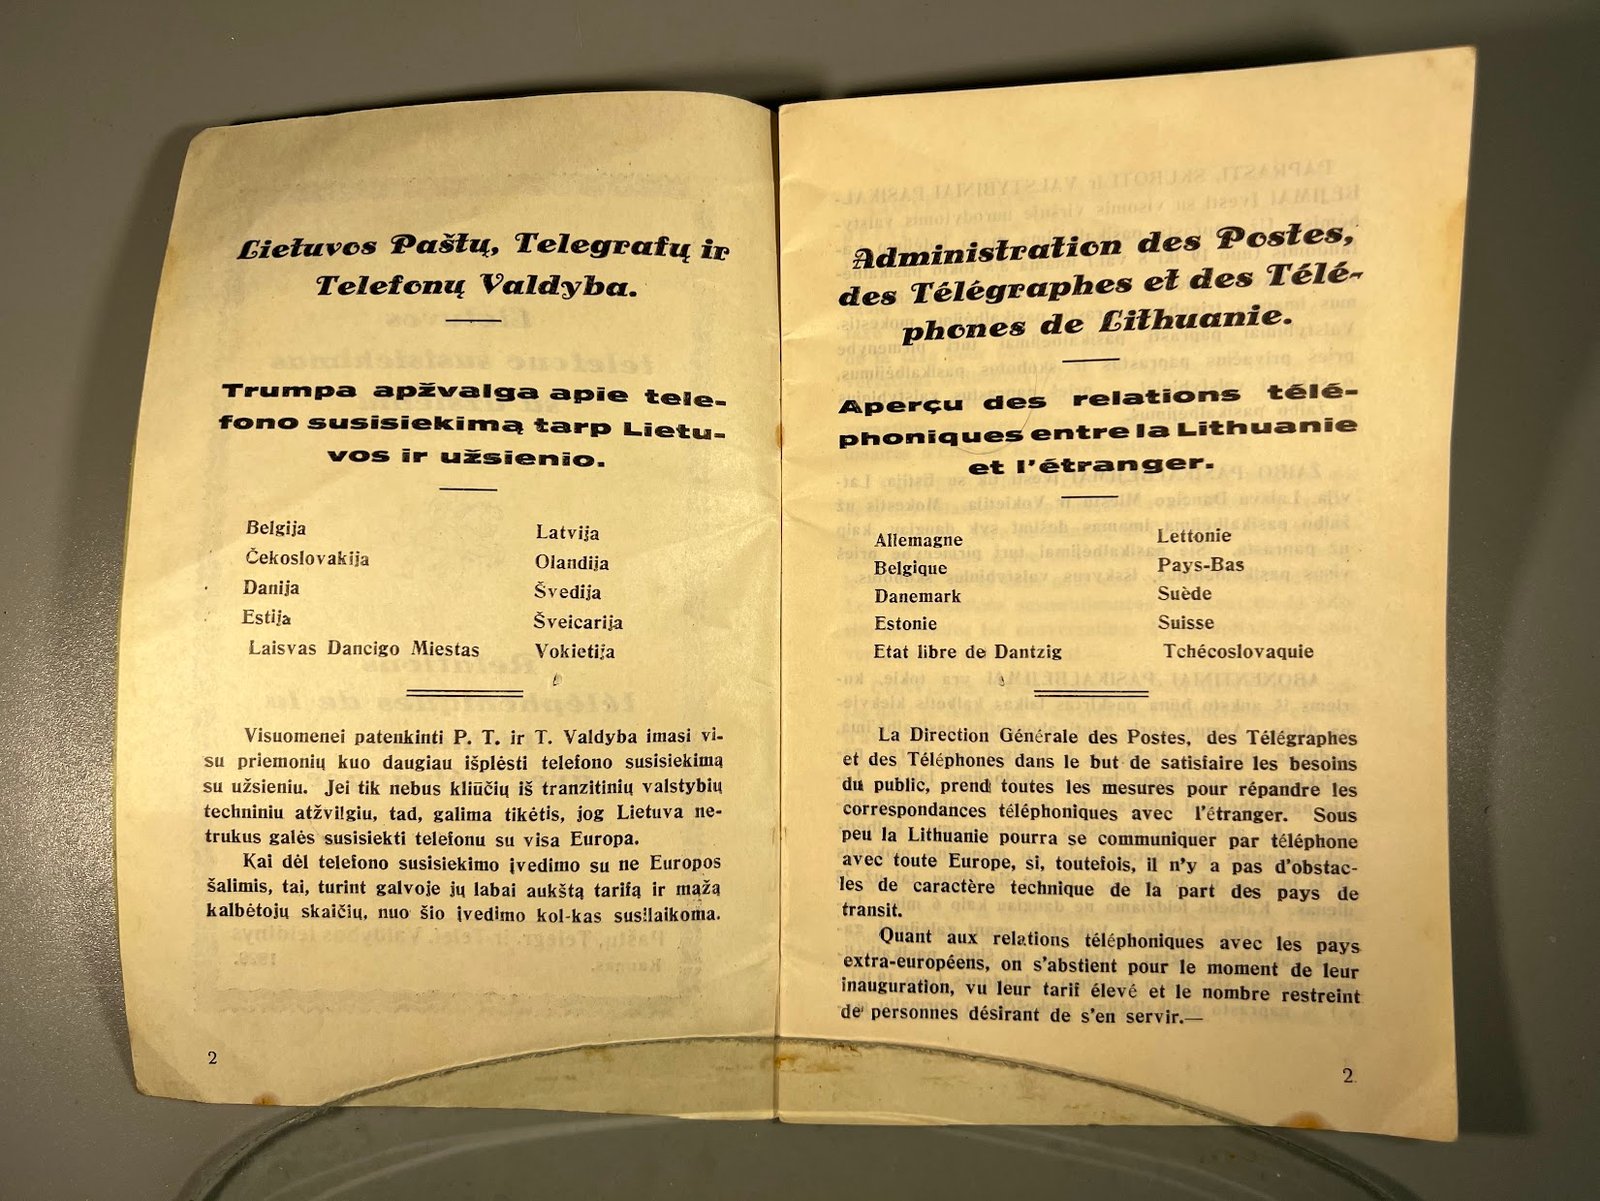 Lietuvos Paštų, Telegrafų ir
Telefonų Valdyba.
Trumpa apžvalga apie tele-
fono susisiekimą tarp Lietu-
vos ir užsienio.
Belgija
Čekoslovakija
Danija
Estija
Laisvas Dancigo Miestas
Latvija
Olandija
Švedija
Šveicarija
Vokietija
Visuomenei patenkinti P. T. ir T. Valdyba imasi vi-
su priemonių kuo daugiau išplėsti telefono susisiekimą
su užsieniu. Jei tik nebus kliūčių iš tranzitinių valstybių
techniniu atžvilgiu, tad, galima tikėtis, jog Lietuva ne-
trukus galės susisiekti telefonu su visa Europa.
Kai dėl telefono susisiekimo įvedimo su ne Europos
šalimis, tai, turint galvoje jų labai aukštą tarifą ir mąžą
kalbėtojų skaičių, nuo šio įvedimo kol-kas susilaikoma.
2
Administration des Postes,
des Télégraphes et des Télé-
phones de Lithuanie.
Aperçu des relations télé-
phoniques entre la Lithuanie
et l'étranger.
Allemagne
Belgique
Danemark
Estonie
Etat libre de Dantzig
Lettonie
Pays-Bas
Suède
Suisse
Tchécoslovaquie
La Direction Générale des Postes, des Télégraphes
et des Téléphones dans le but de satisfaire les besoins
du public, prend toutes les mesures pour répandre les
correspondances téléphoniques avec l'étranger. Sous
peu la Lithuanie pourra se communiquer par téléphone
avec toute Europe, si, toutefois, il n'y a pas d'obstac-
les de caractère technique de la part des pays de
transit.
Quant aux relations téléphoniques avec les pays
extra-européens, on s'abstient pour le moment de leur
inauguration, vu leur tarif élevé et le nombre restreint
de personnes désirant de s'en servir.—
2